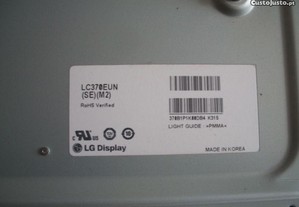 CustoJusto.pt
LC370EUN
(SE)(M2)
RoHS Verified
LIGHT GUIDE >PMMA<
LG Display
MADE IN KOREA